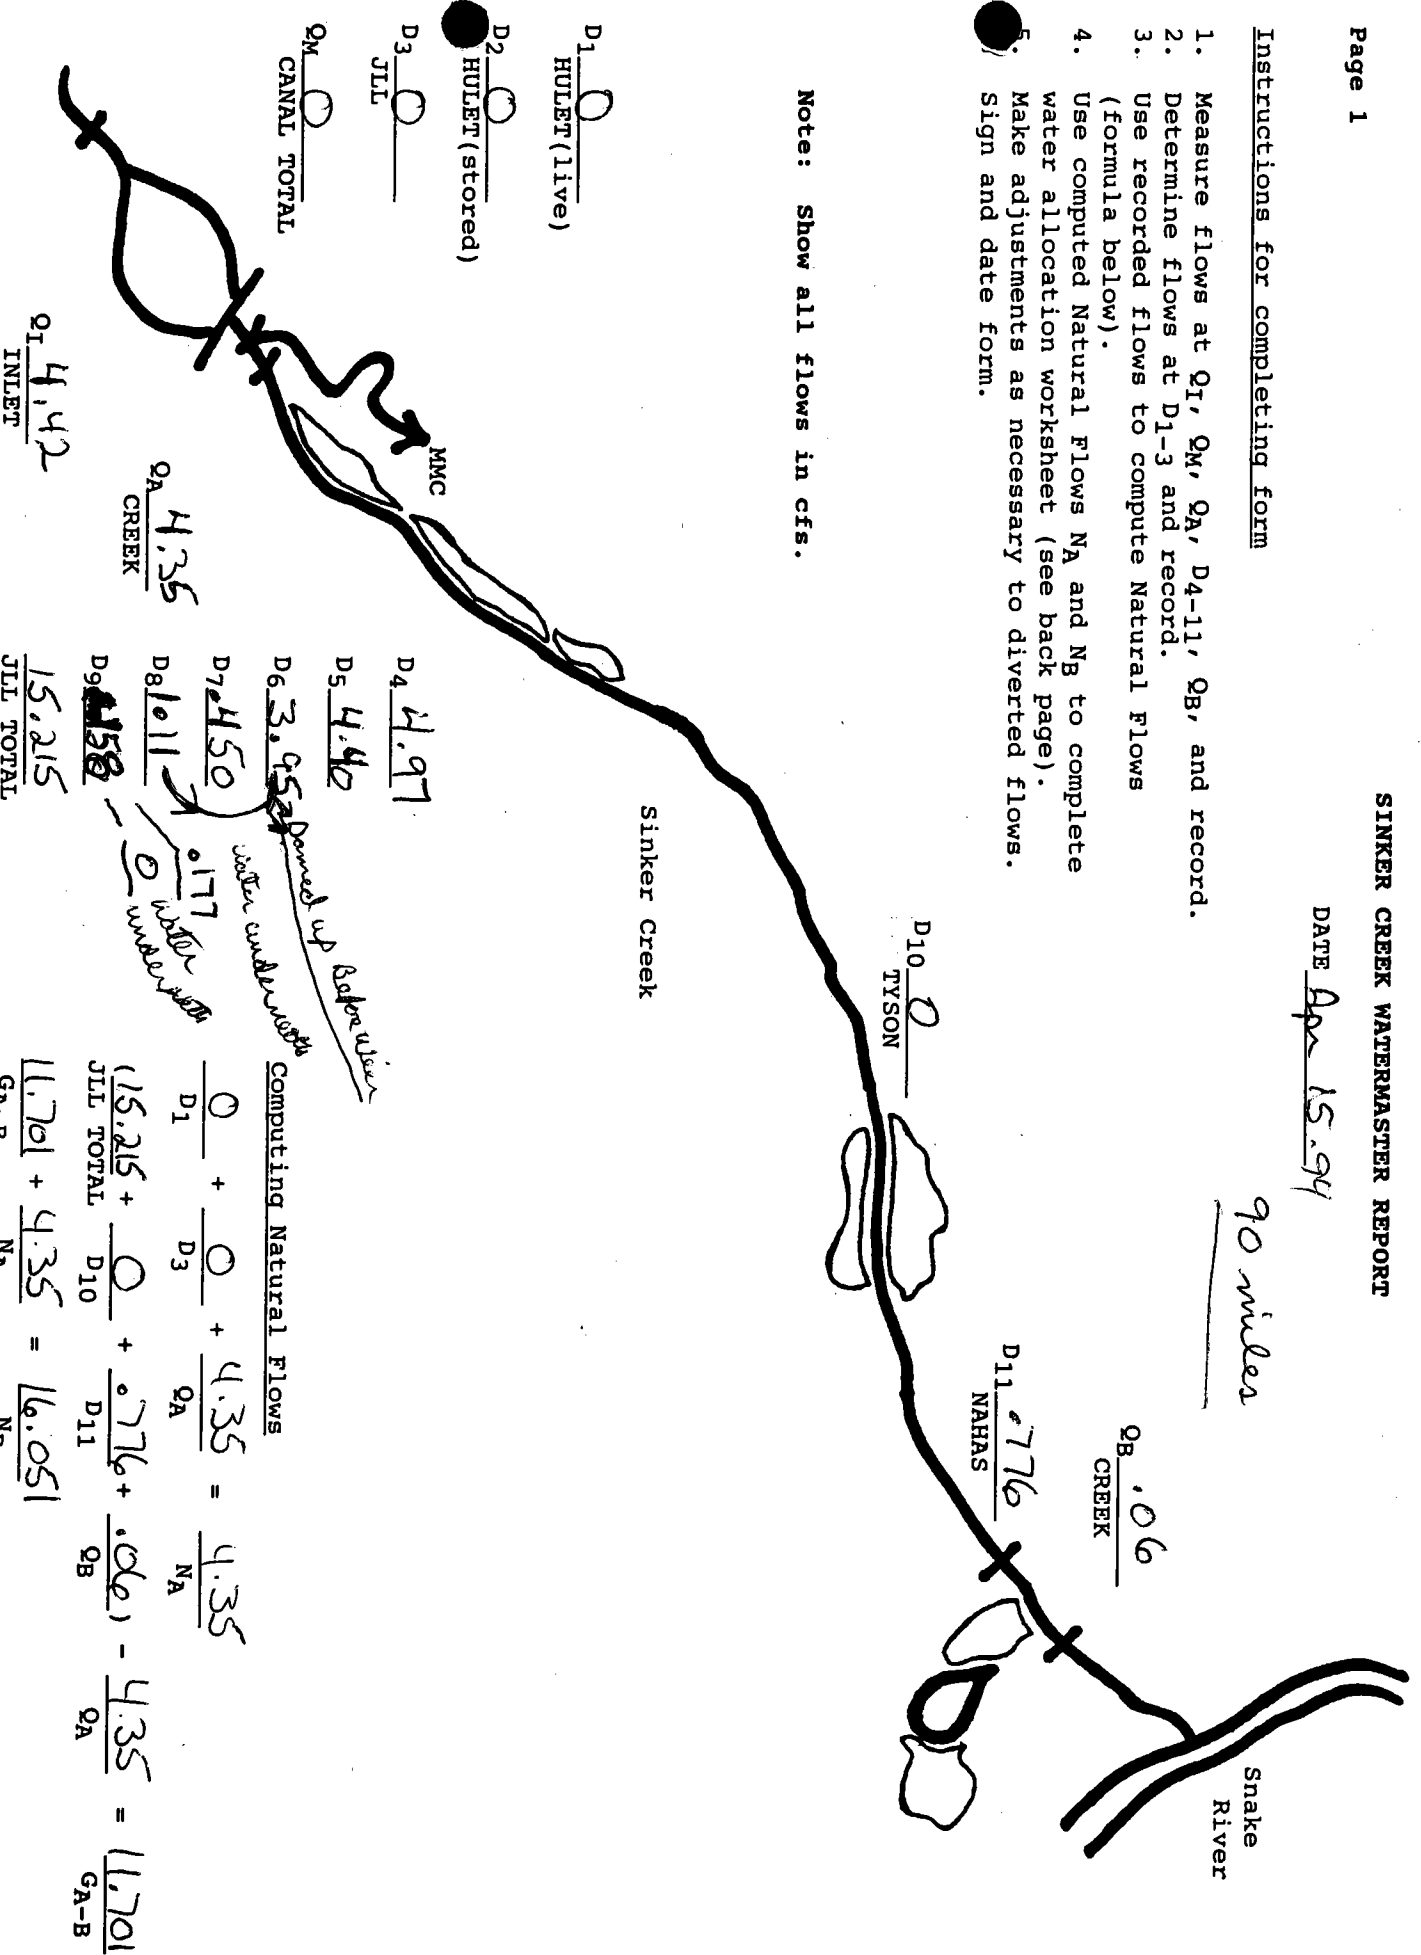 Page 1
SINKER CREEK WATERMASTER REPORT
DATE Apr 15.94
90 miles
Instructions for completing form
1. Measure flows at QI, QM, QA, D4-11, QB, and record.
2. Determine flows at D1-3 and record.
3. Use recorded flows to compute Natural Flows
(formula below).
4. Use computed Natural Flows NA and NB to complete
water allocation worksheet (see back page).
5. Make adjustments as necessary to diverted flows.
Sign and date form.
Note: Show all flows in cfs.
QB .06
CREEK
Snake
River
D11 .776
NAHAS
D10 0
TYSON
Sinker Creek
D1 0
HULET(live)
D2 0
HULET(stored)
D3 0
JLL
QM 0
CANAL TOTAL
MMC
QI 4.42
INLET
QA 4.35
CREEK
D4 4.97
D5 4.40
D6 3.95
Damed up Before Weir
D7 .450
water underneath
D8 1.011
.177
D9 .458
0 water
underneath
15.215
JLL TOTAL
Computing Natural Flows
0 + 0 + 4.35 = 4.35
D1 D3 QA NA
(15.215 + 0 + .776 + .06) - 4.35 = 11.701
JLL TOTAL D10 D11 QB QA GA-B
11.701 + 4.35 = 16.051
GA-B NA NB